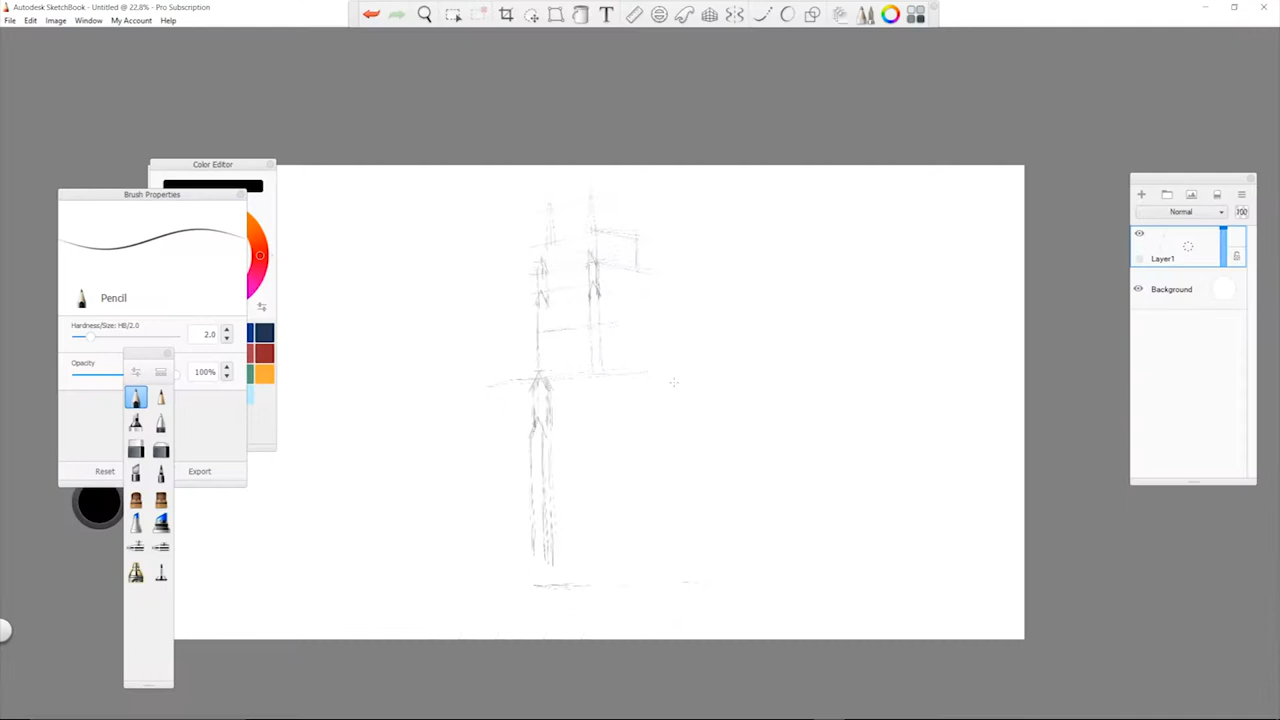 Autodesk SketchBook - Untitled @ 22.8% - Pro Subscription
File Edit Image Window My Account Help
Color Editor
Brush Properties
Pencil
Hardness/Size: HB/2.0
2.0
Opacity
100%
Reset
Export
Normal
100
Layer1
Background